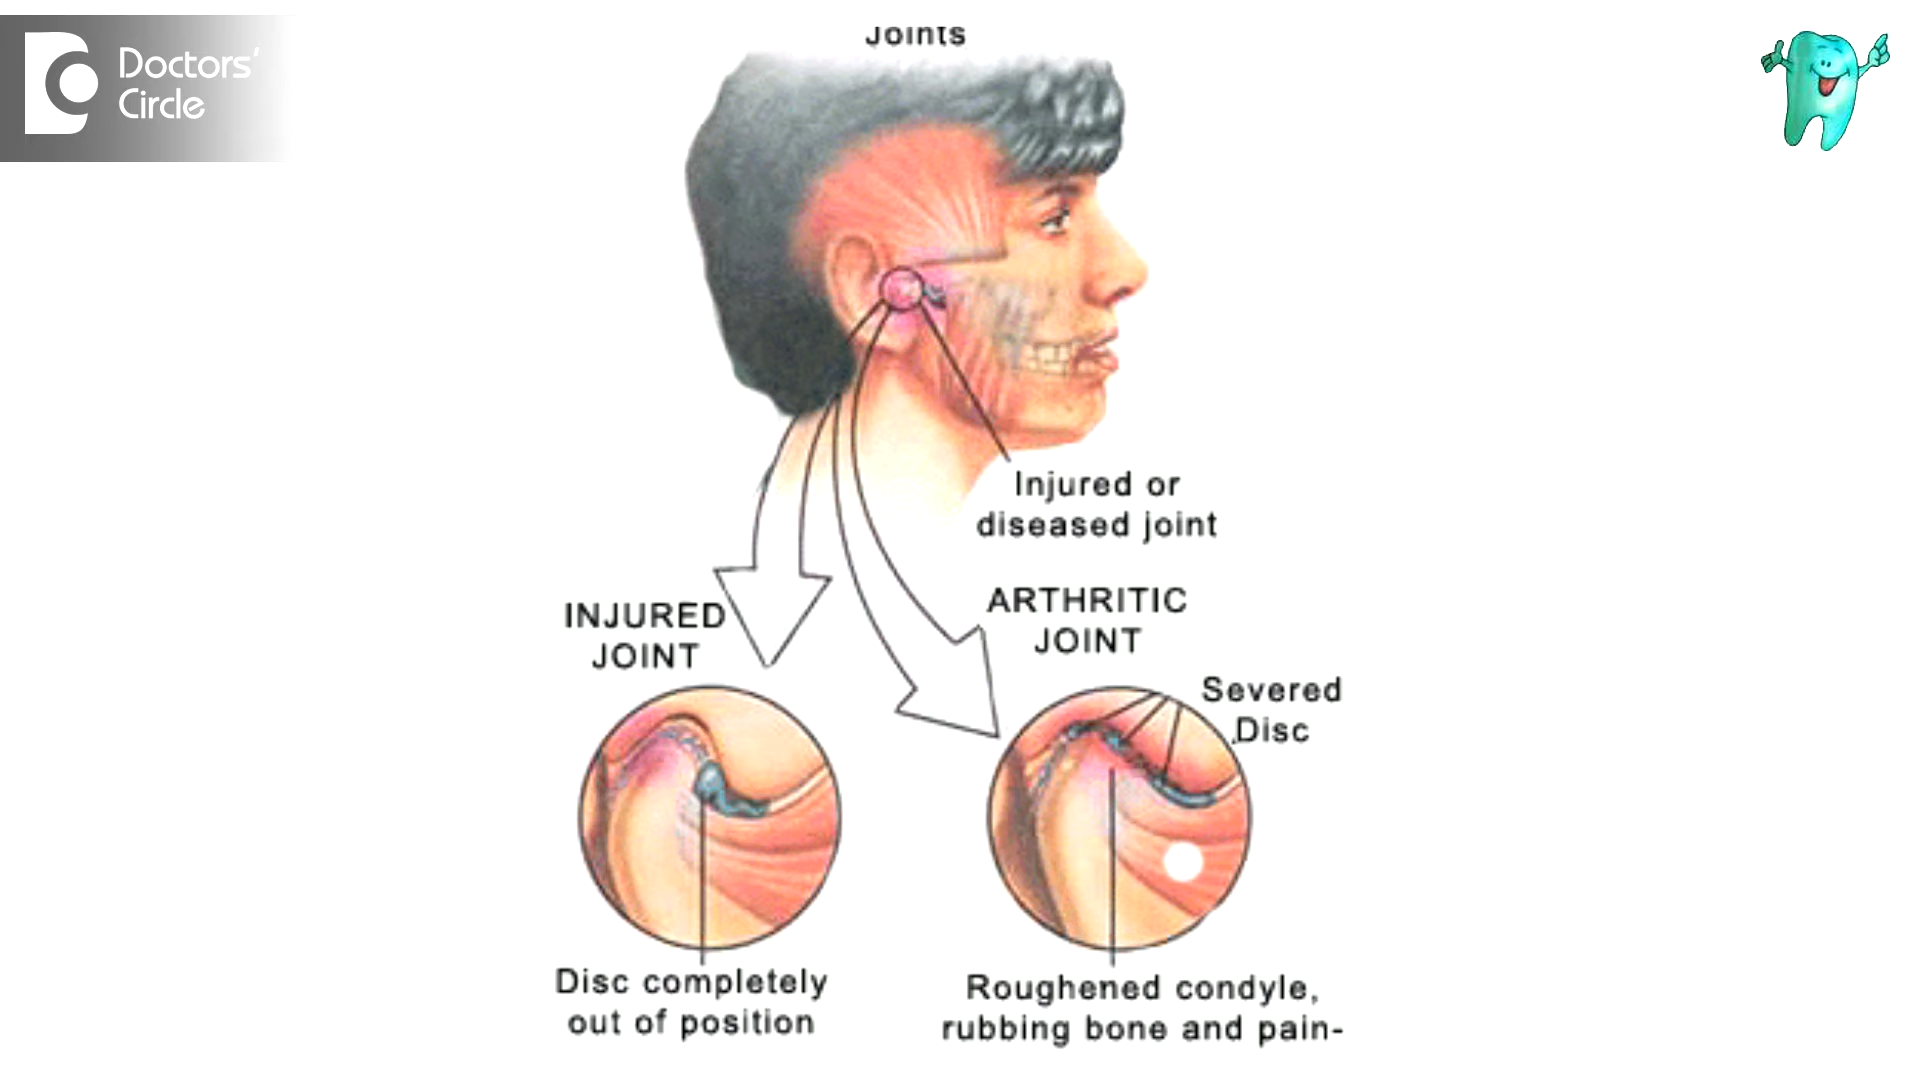 Doctors'
Circle
Joints
Injured or
diseased joint
INJURED
JOINT
ARTHRITIC
JOINT
Severed
Disc
Disc completely
out of position
Roughened condyle,
rubbing bone and pain-